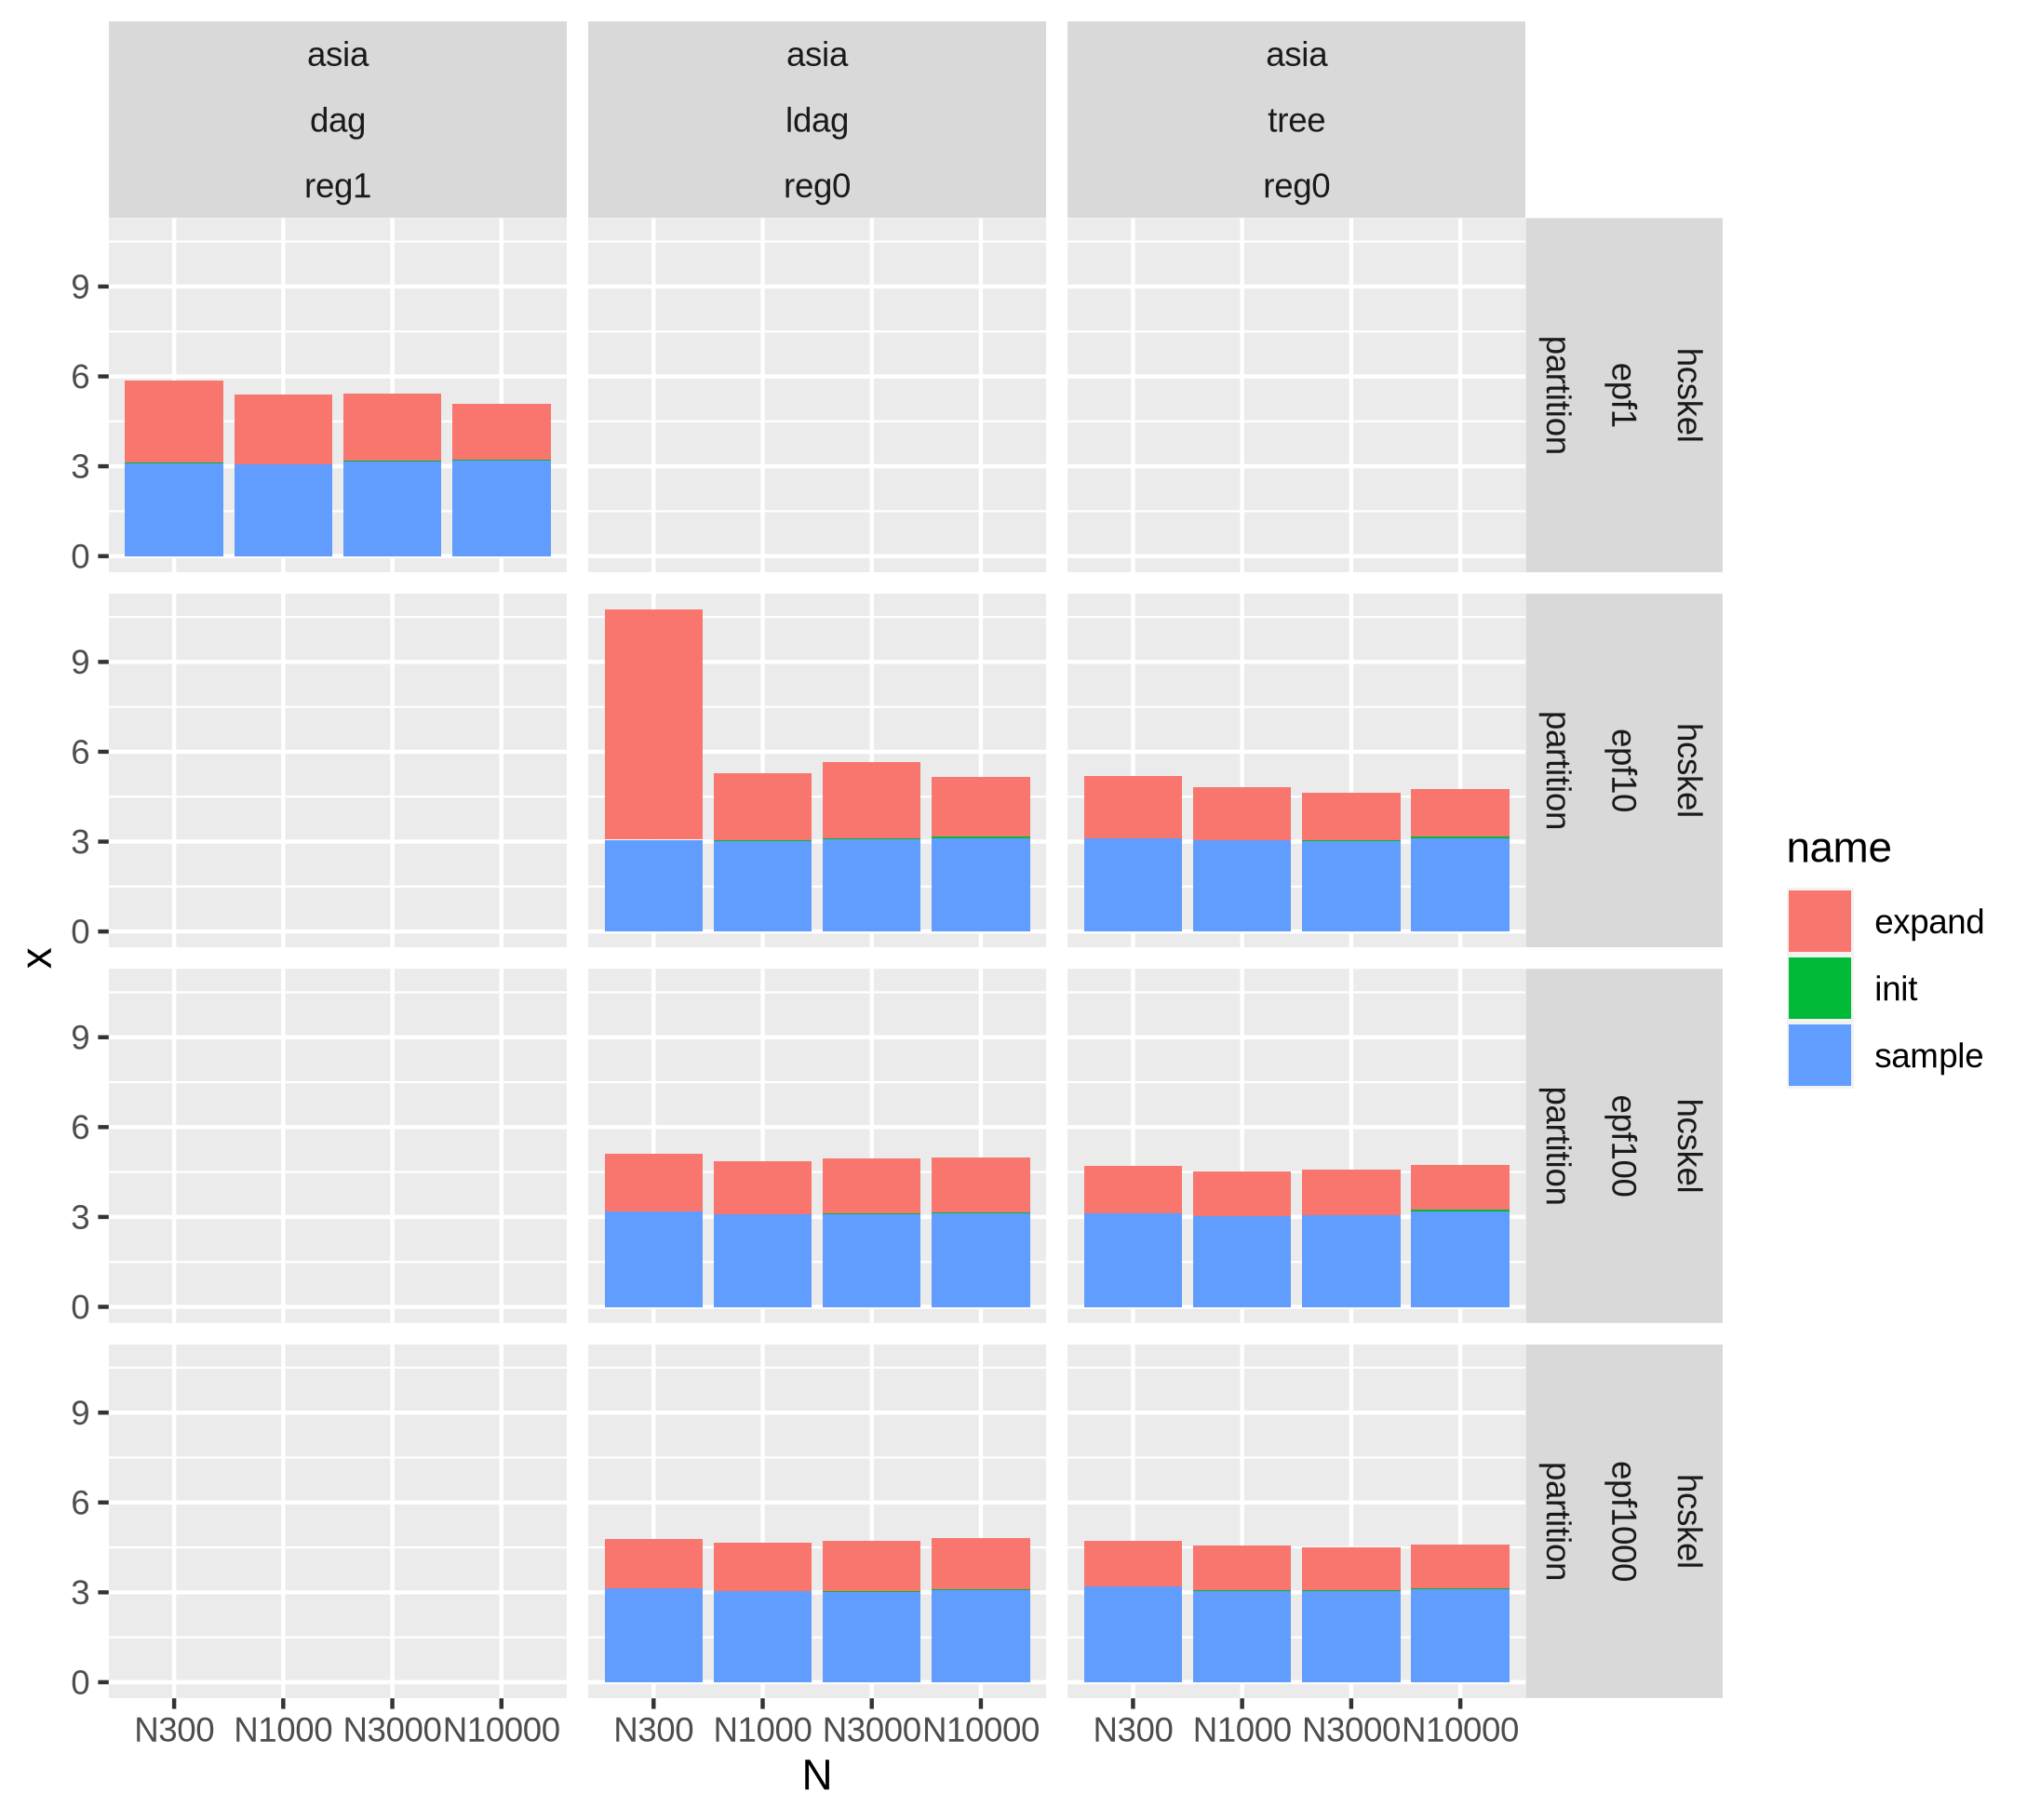 asia
dag
reg1
asia
ldag
reg0
asia
tree
reg0
9
6
3
0
partition
epf1
hcskel
9
6
3
0
partition
epf10
hcskel
9
6
3
0
partition
epf100
hcskel
9
6
3
0
partition
epf1000
hcskel
x
N300 N1000 N3000 N10000
N300 N1000 N3000 N10000
N300 N1000 N3000 N10000
N
name
expand
init
sample